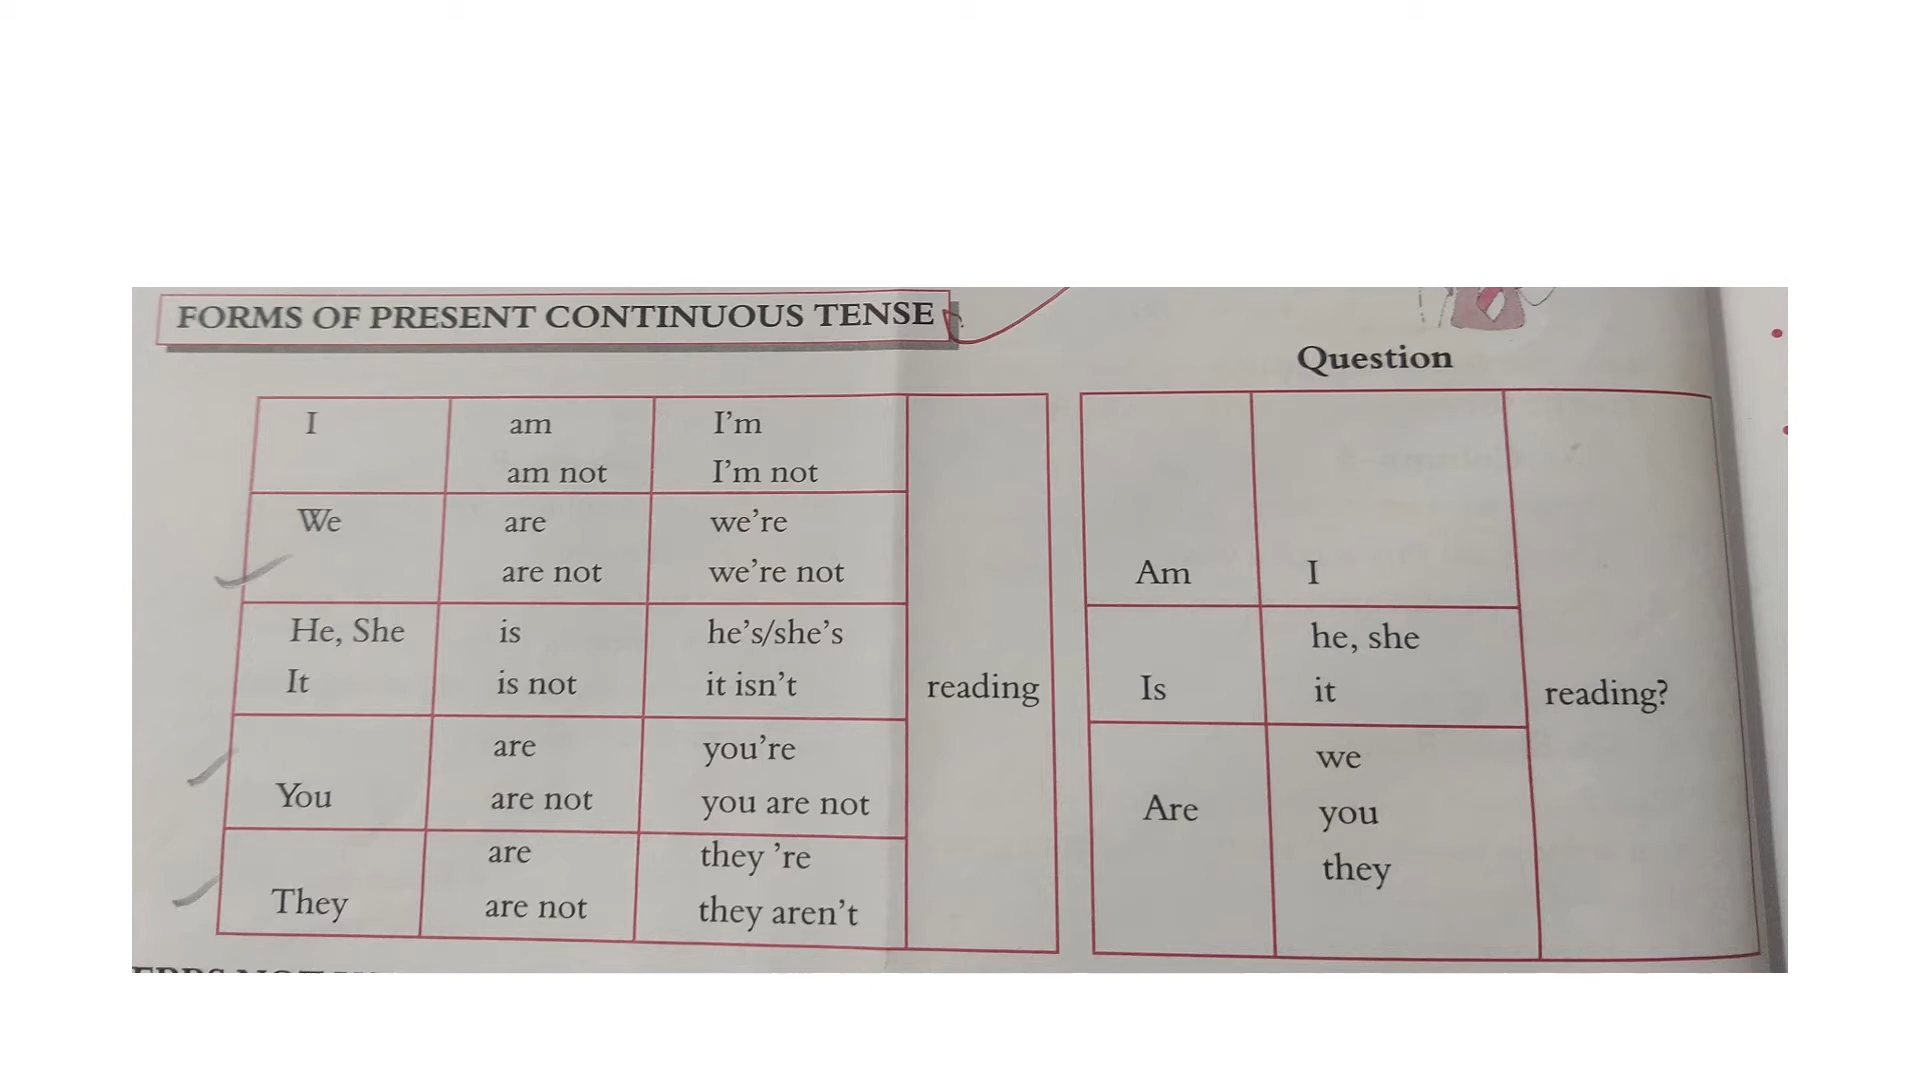 FORMS OF PRESENT CONTINUOUS TENSE
I am I'm
am not I'm not
We are we're
are not we're not
He, She is he's/she's
It is not it isn't
reading
are you're
You are not you are not
are they 're
They are not they aren't
Question
Am I
he, she
Is it reading?
we
Are you
they